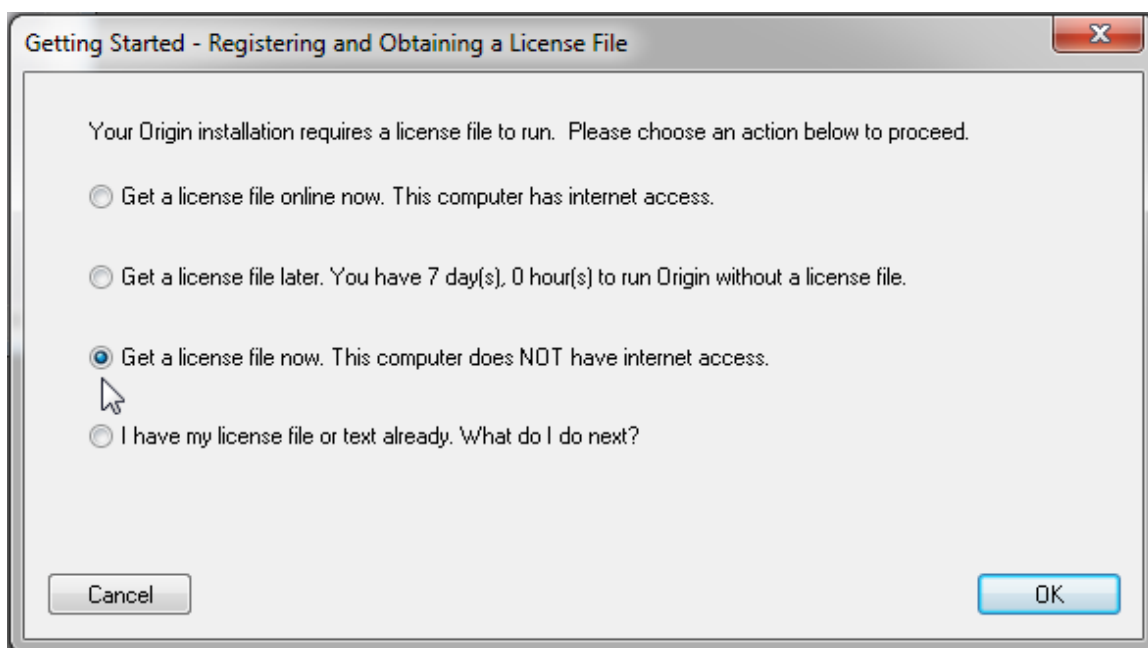 Getting Started - Registering and Obtaining a License File
Your Origin installation requires a license file to run.  Please choose an action below to proceed.
Get a license file online now. This computer has internet access.
Get a license file later. You have 7 day(s), 0 hour(s) to run Origin without a license file.
Get a license file now. This computer does NOT have internet access.
I have my license file or text already. What do I do next?
Cancel
OK